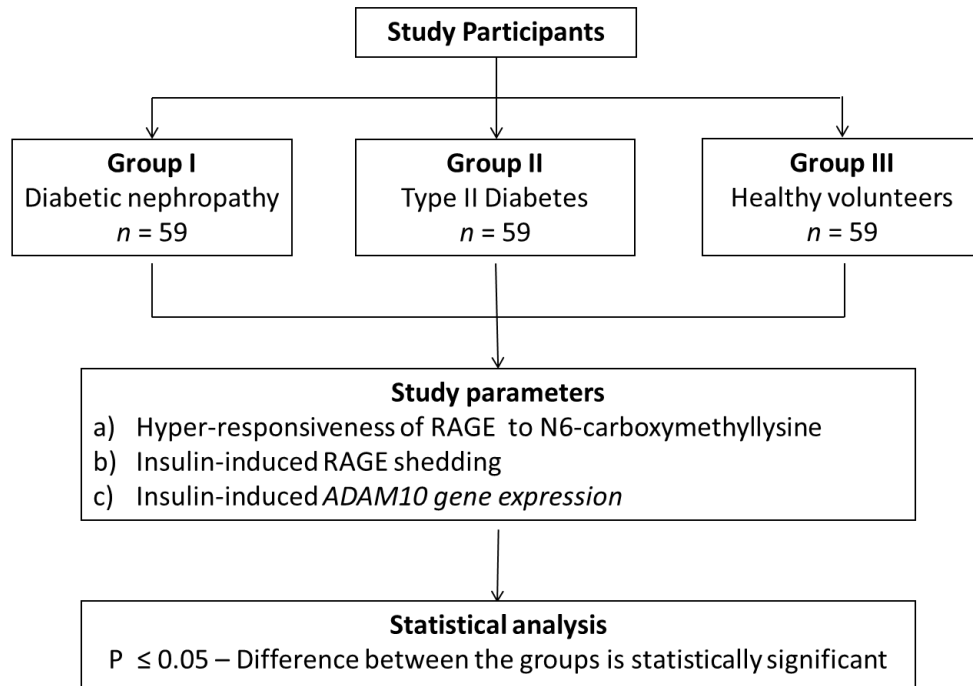 Study Participants
Group I
Diabetic nephropathy
n = 59
Group II
Type II Diabetes
n = 59
Group III
Healthy volunteers
n = 59
Study parameters
a) Hyper-responsiveness of RAGE to N6-carboxymethyllysine
b) Insulin-induced RAGE shedding
c) Insulin-induced ADAM10 gene expression
Statistical analysis
P ≤ 0.05 – Difference between the groups is statistically significant